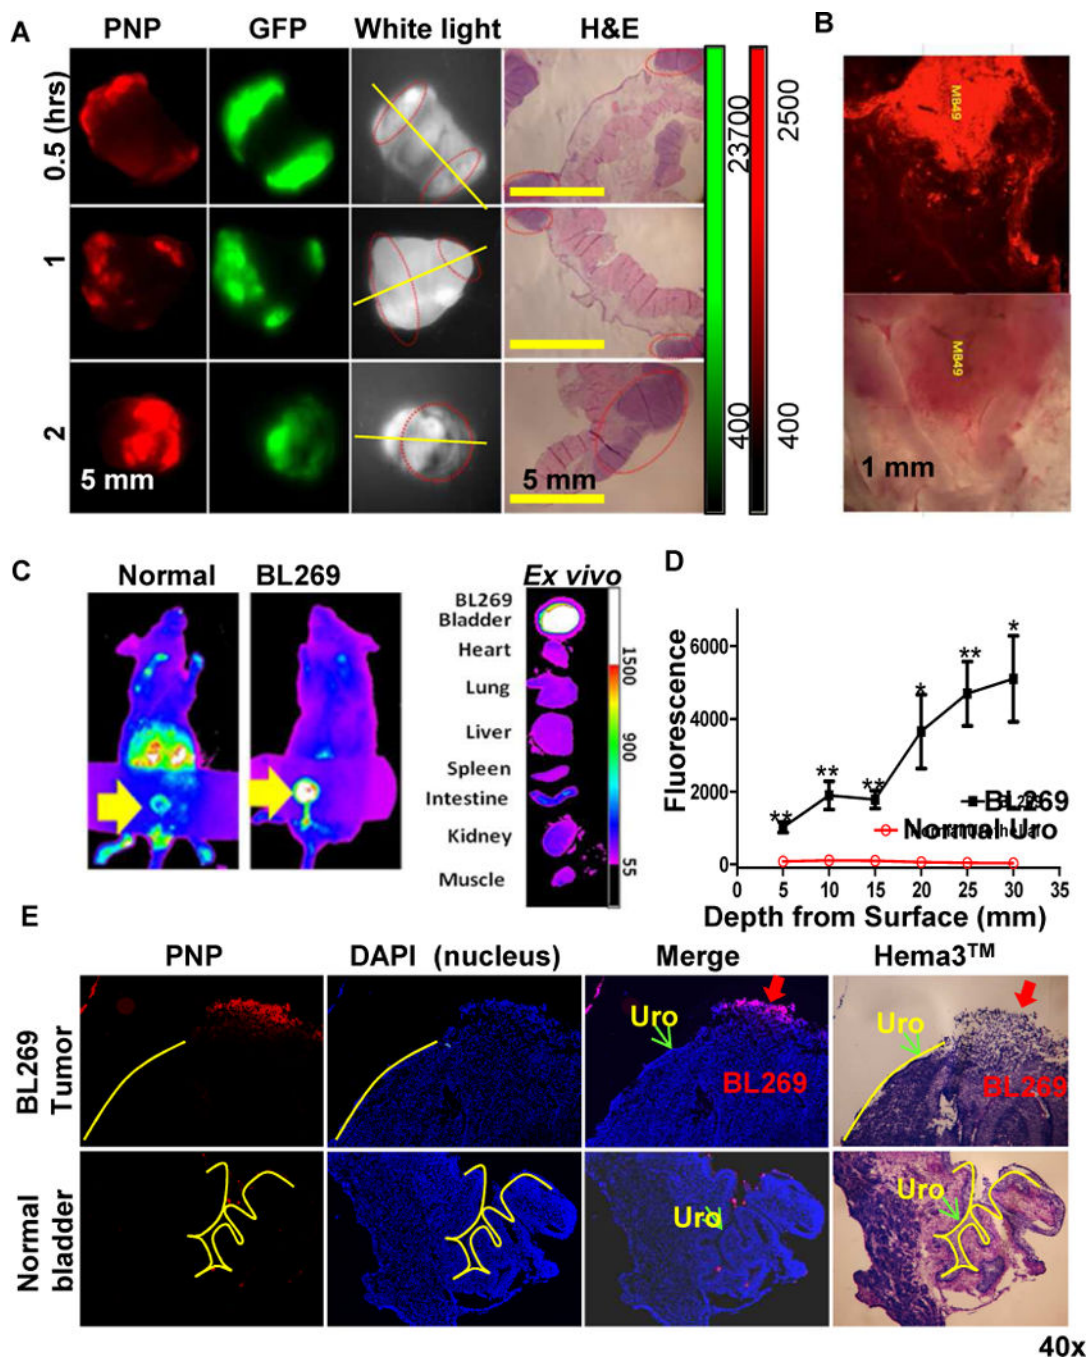 A
PNP
GFP
White light
H&E
0.5 (hrs)
1
2
5 mm
5 mm
400
23700
400
2500
B
MB49
MB49
1 mm
C
Normal
BL269
Ex vivo
BL269
Bladder
Heart
Lung
Liver
Spleen
Intestine
Kidney
Muscle
1500
900
55
D
Fluorescence
6000
4000
2000
0
*
**
*
**
**
**
BL269
Normal Uro
0 5 10 15 20 25 30 35
Depth from Surface (mm)
E
PNP
DAPI (nucleus)
Merge
Hema3™
BL269
Tumor
Uro
BL269
Uro
BL269
Normal
bladder
Uro
Uro
40x